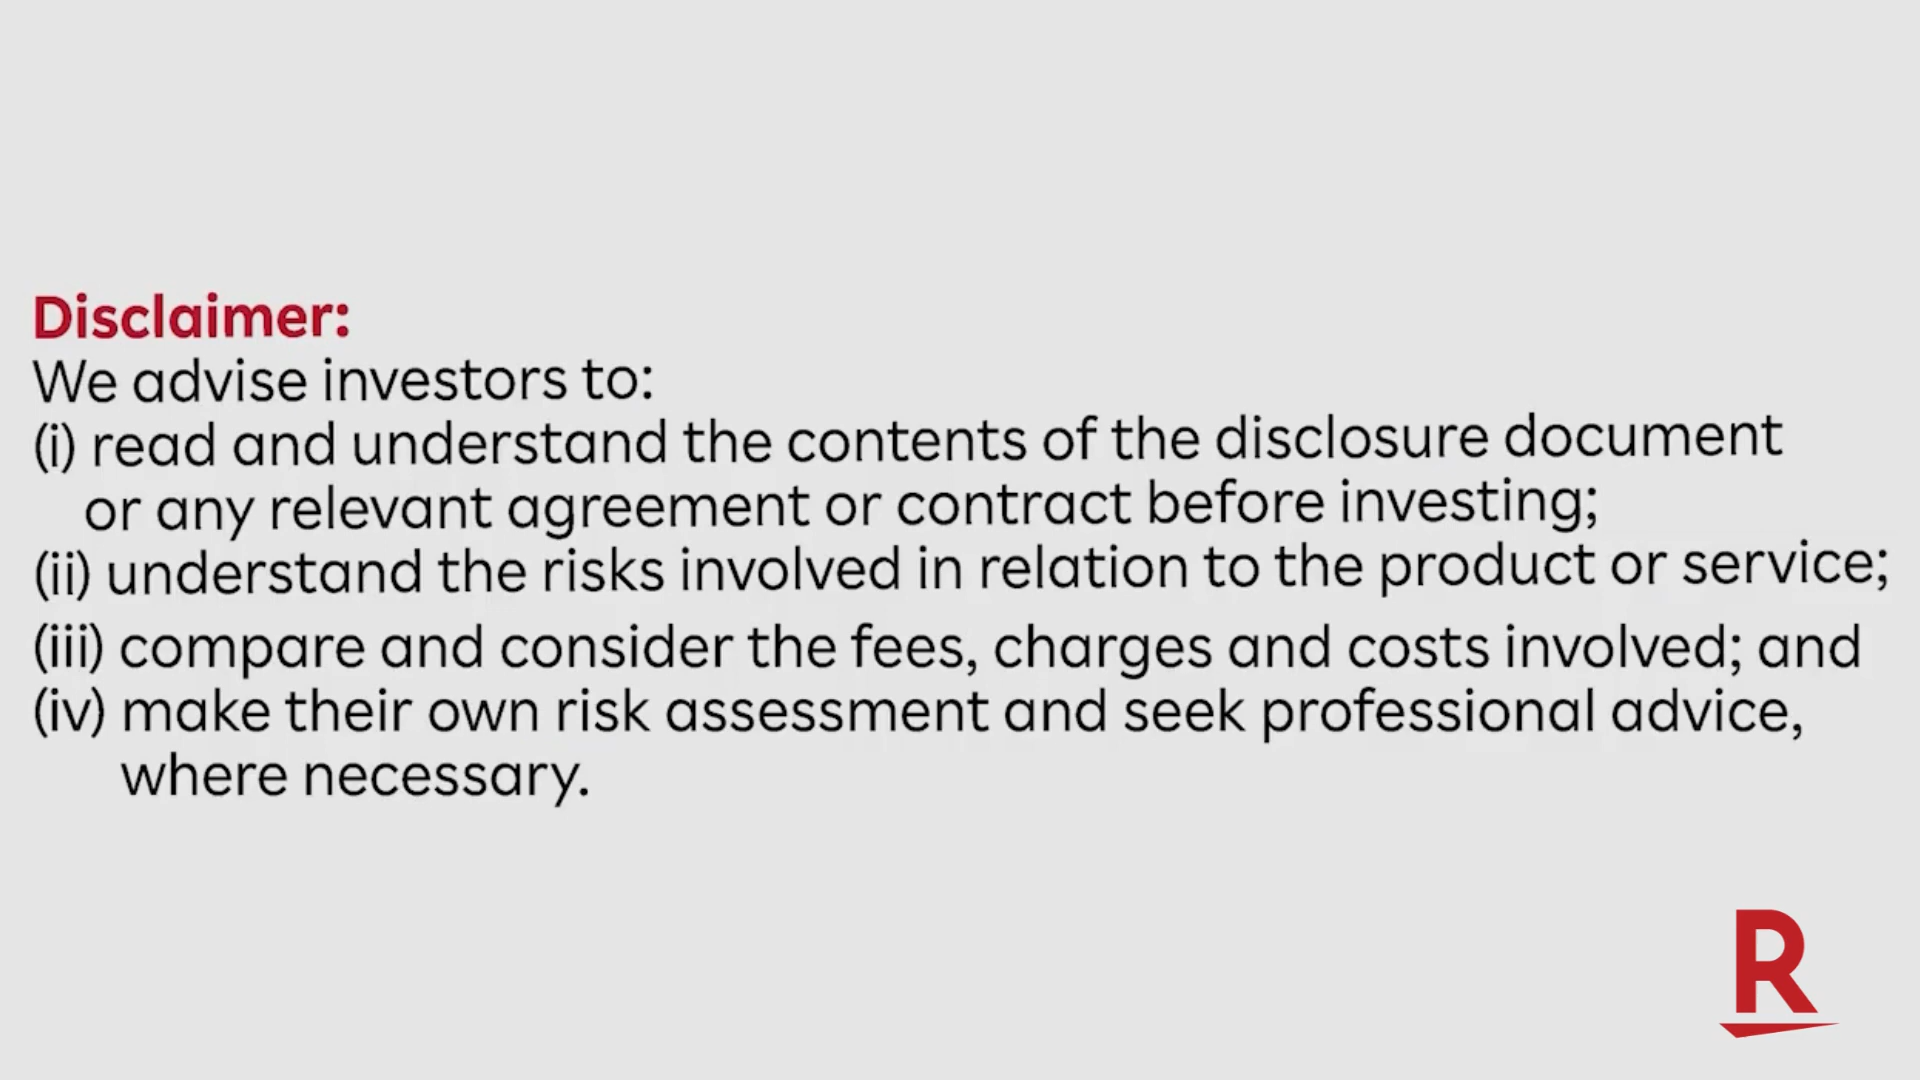 Disclaimer:
We advise investors to:
(i) read and understand the contents of the disclosure document
or any relevant agreement or contract before investing;
(ii) understand the risks involved in relation to the product or service;
(iii) compare and consider the fees, charges and costs involved; and
(iv) make their own risk assessment and seek professional advice,
where necessary.
R